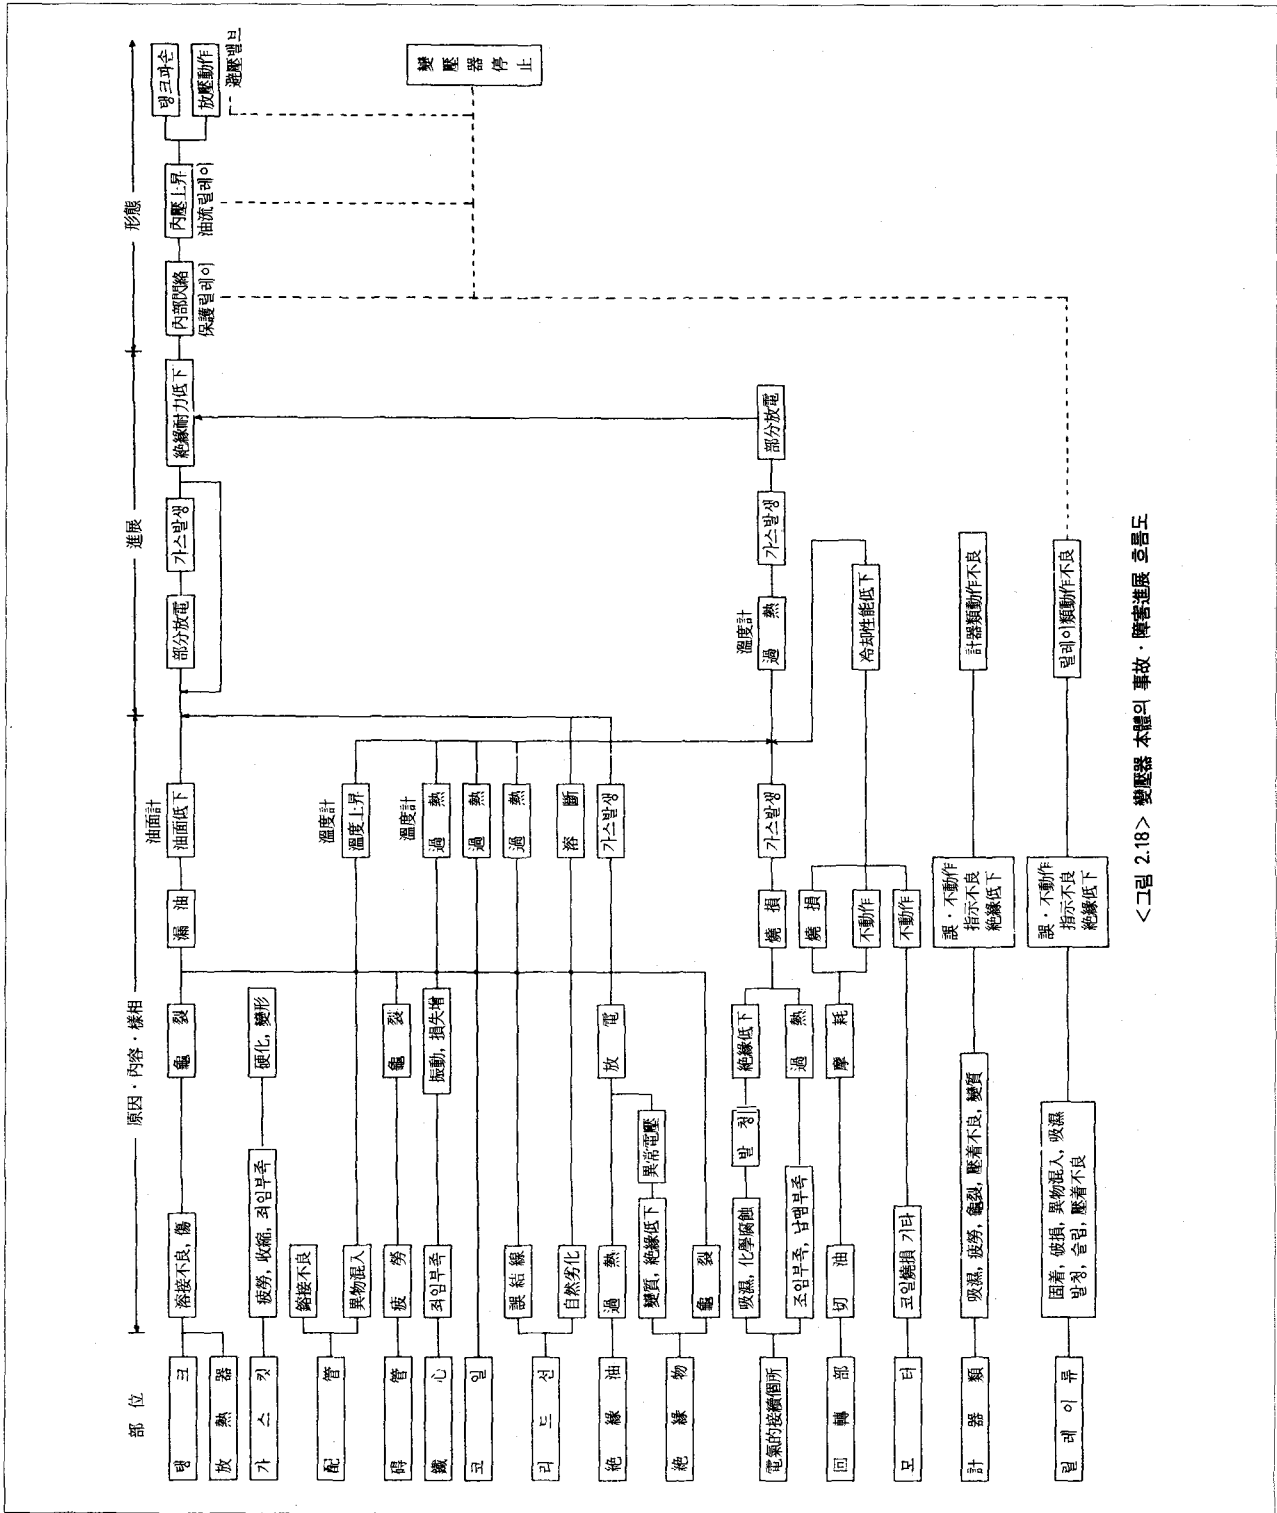 部位
原因・內容・樣相
進展
形態
탱크
放熱器
溶接不良, 傷
龜裂
漏油
油面計
油面低下
部分放電
가스발생
絶緣耐力低下
內部閃絡
保護릴레이
內壓上昇
油流릴레이
탱크파손
放壓動作
避壓밸브
變壓器停止
가스킷
疲勞, 收縮, 죄임부족
硬化, 變形
配管
鎔接不良
異物混入
溫度計
溫度上昇
碍管
疲勞
龜裂
鐵心
죄임부족
振動, 損失增
溫度計
過熱
코일
過熱
리드선
誤結線
過熱
自然劣化
溶斷
絶緣油
過熱
放電
가스발생
絶緣物
變質, 絶緣低下
異常電壓
龜裂
電氣的接續個所
吸濕, 化學腐蝕
발청
絶緣低下
조임부족, 납땜부족
過熱
燒損
가스발생
溫度計
過熱
가스발생
部分放電
回轉部
切油
摩耗
燒損
不動作
冷却性能低下
모터
코일燒損 기타
不動作
計器類
吸濕, 疲勞, 龜裂, 壓着不良, 變質
誤・不動作
指示不良
絶緣低下
計器類動作不良
릴레이류
固着, 破損, 異物混入, 吸濕
발청, 슬립, 壓着不良
誤・不動作
指示不良
絶緣低下
릴레이類動作不良
<그림 2.18> 變壓器 本體의 事故・障害進展 흐름도